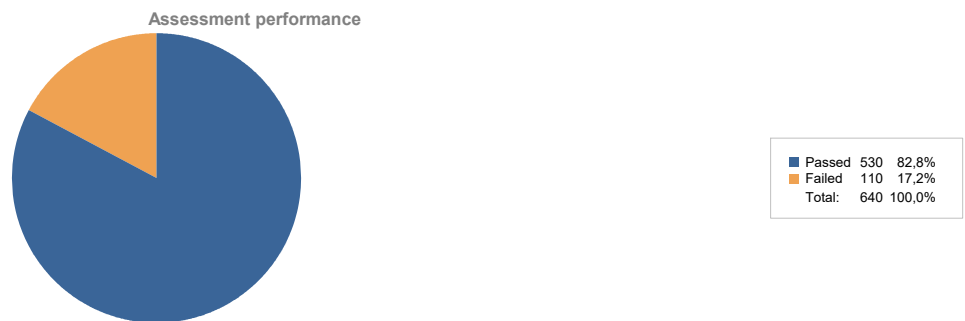 Assessment performance
Passed 530 82,8%
Failed 110 17,2%
Total: 640 100,0%